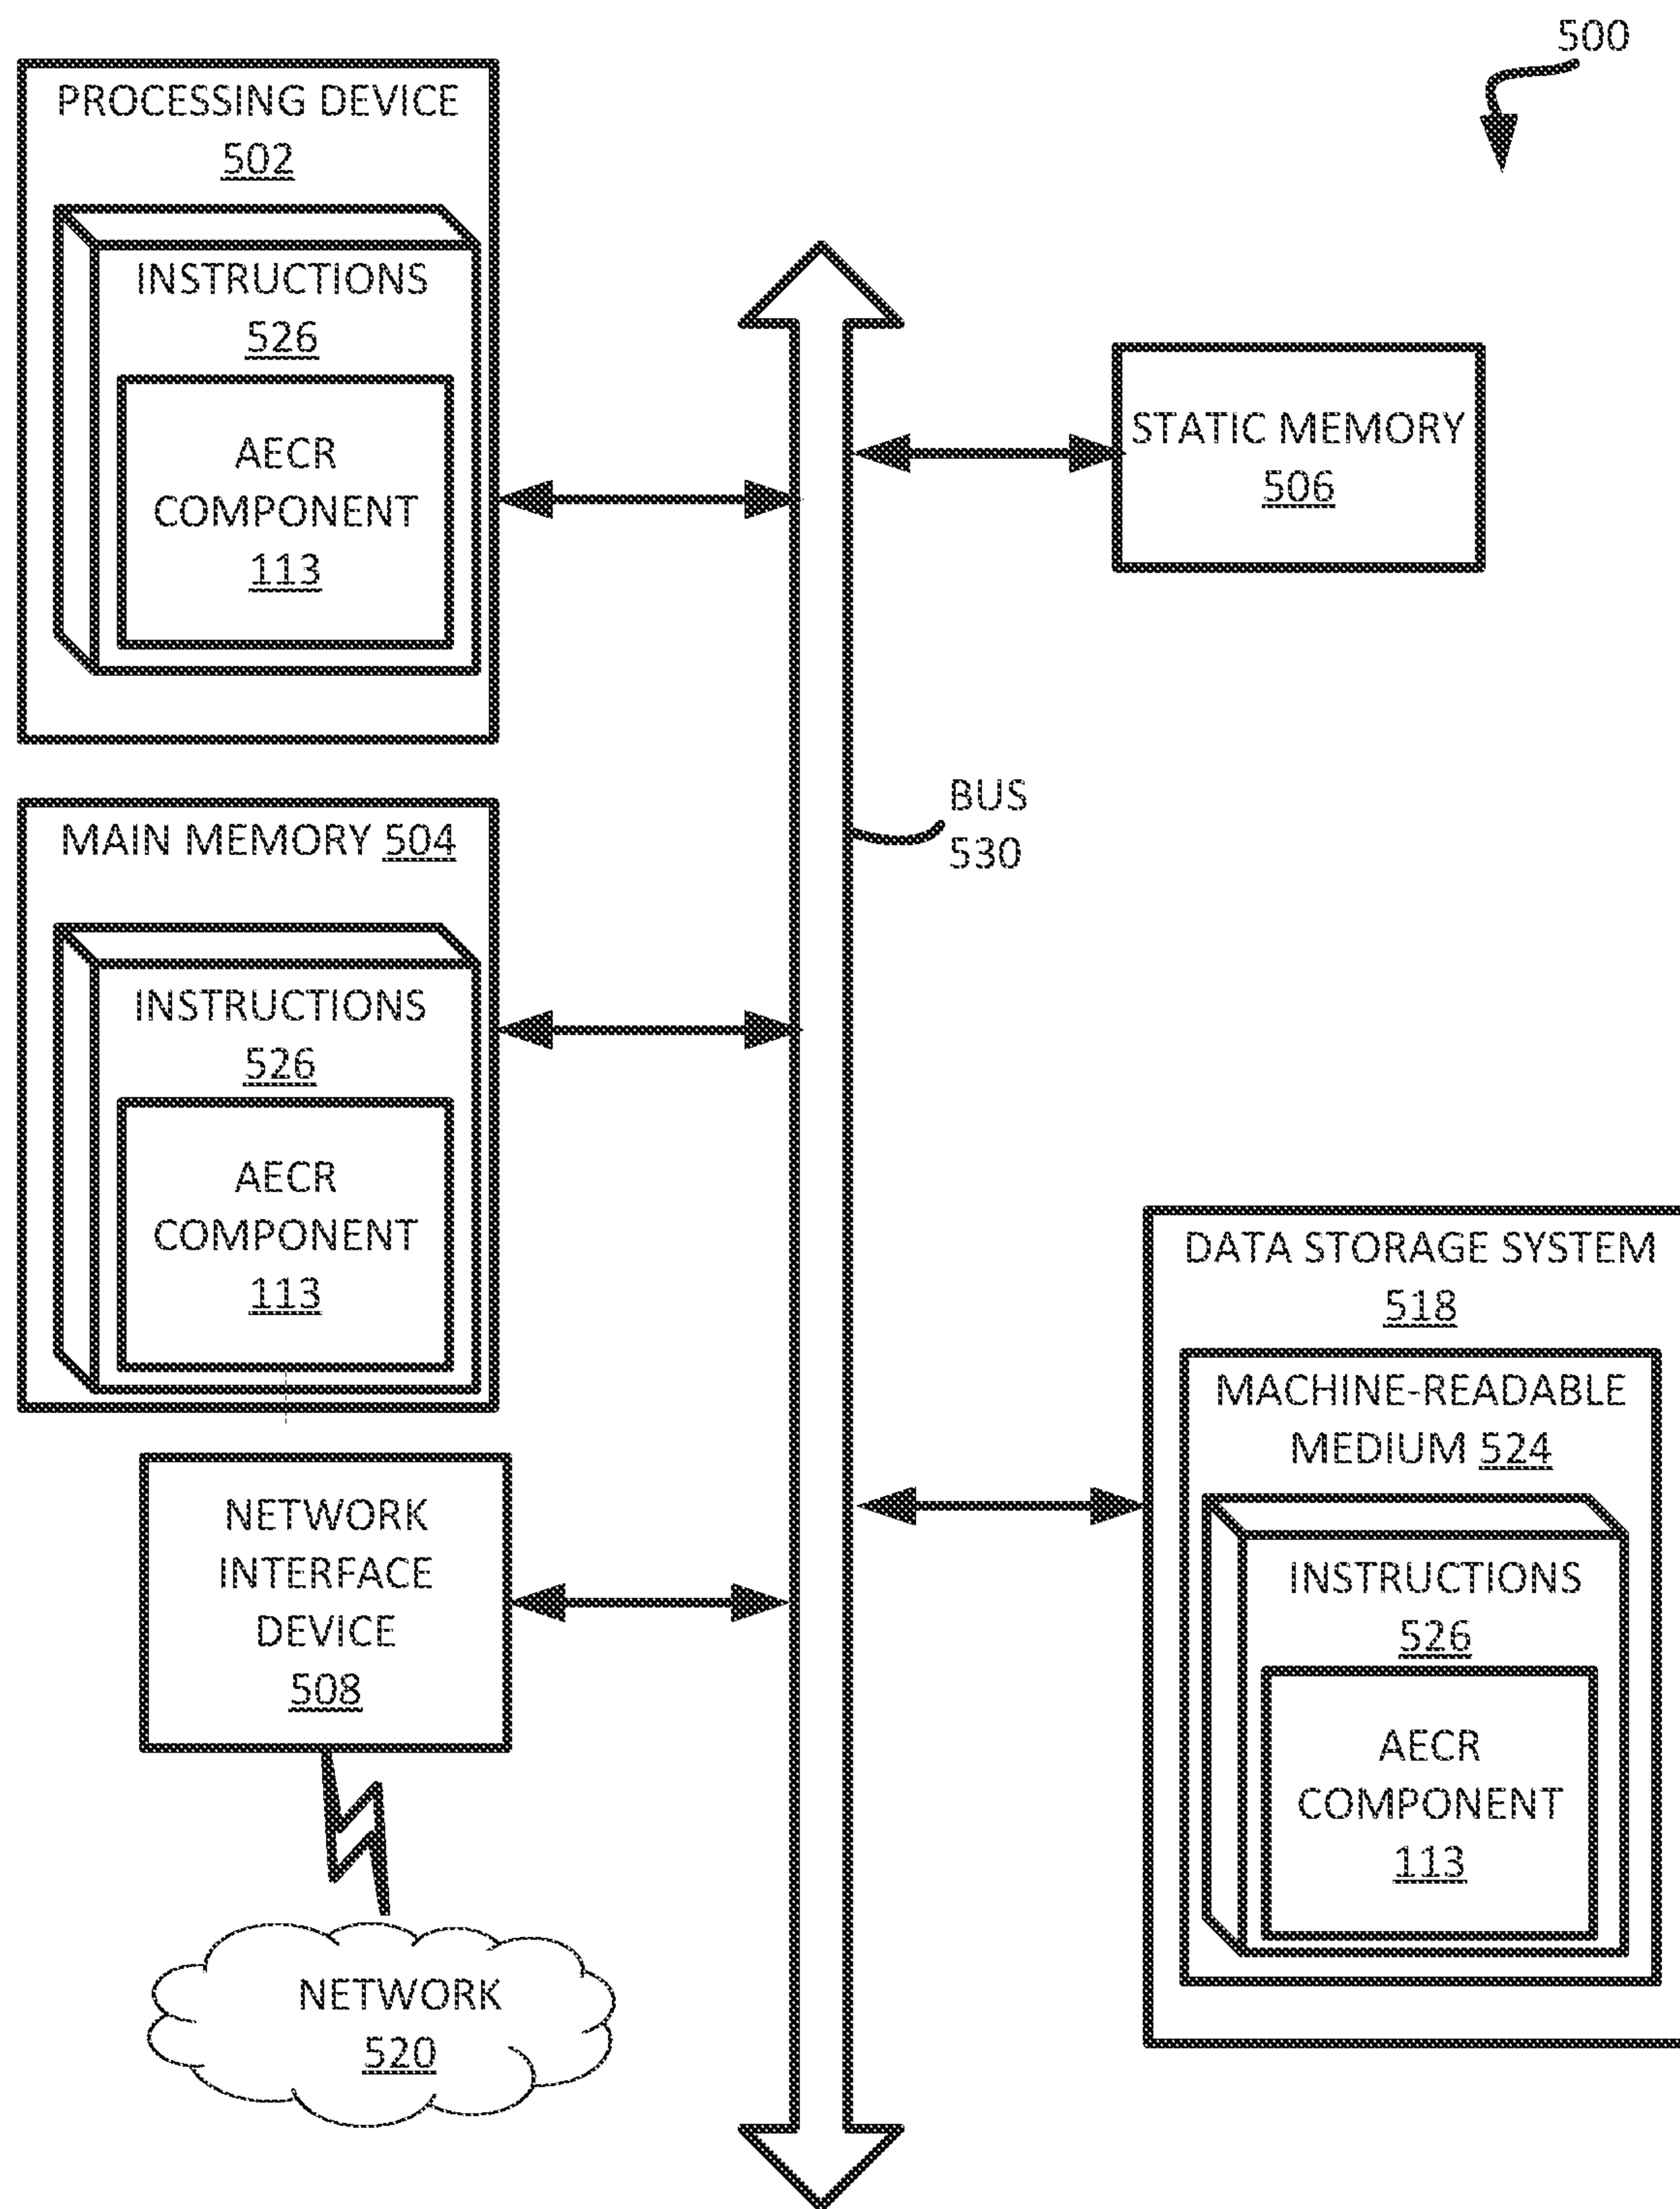 500
PROCESSING DEVICE
502
INSTRUCTIONS
526
AECR
COMPONENT
113
STATIC MEMORY
506
BUS
530
MAIN MEMORY 504
INSTRUCTIONS
526
AECR
COMPONENT
113
DATA STORAGE SYSTEM
518
MACHINE-READABLE
MEDIUM 524
INSTRUCTIONS
526
AECR
COMPONENT
113
NETWORK
INTERFACE
DEVICE
508
NETWORK
520